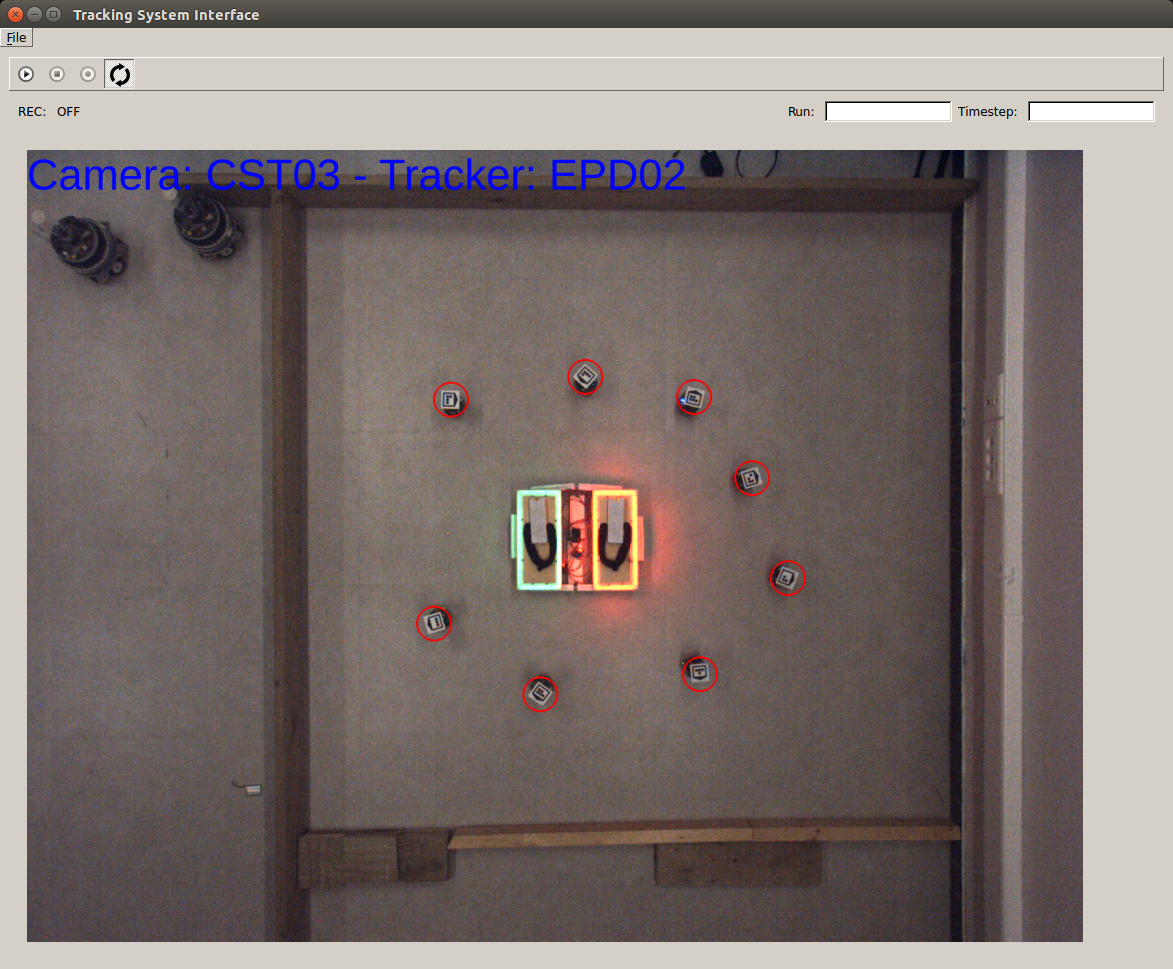 Tracking System Interface
File
REC: OFF
Run:
Timestep:
Camera: CST03 - Tracker: EPD02